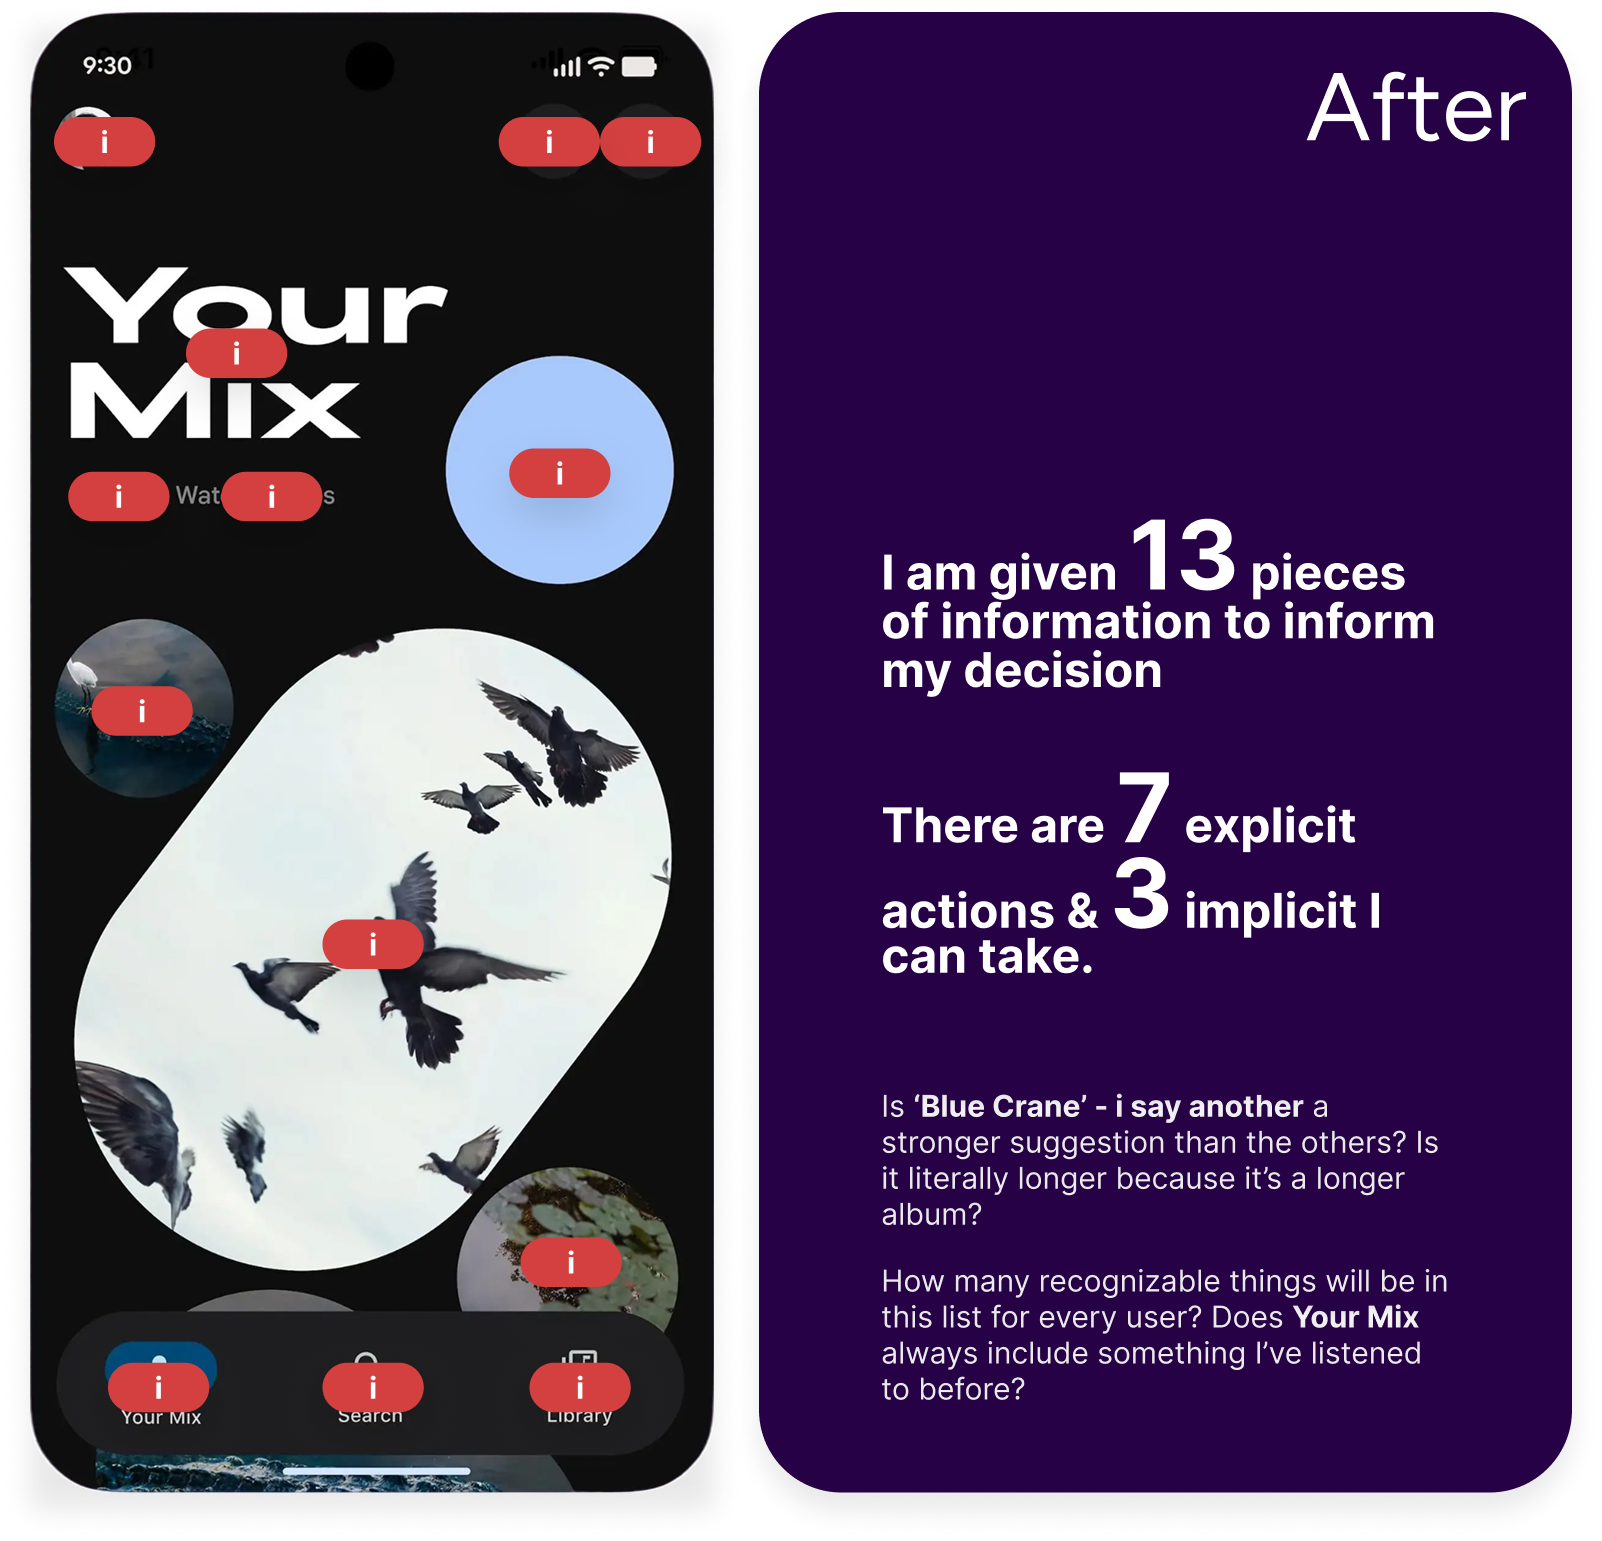 9:30
i
i
i
Your
i
Mix
i
i
i
i
i
i
i
i
i
Your Mix
Search
Library
After
I am given 13 pieces
of information to inform
my decision
There are 7 explicit
actions & 3 implicit I
can take.
Is ‘Blue Crane’ - i say another a
stronger suggestion than the others? Is
it literally longer because it’s a longer
album?
How many recognizable things will be in
this list for every user? Does Your Mix
always include something I’ve listened
to before?